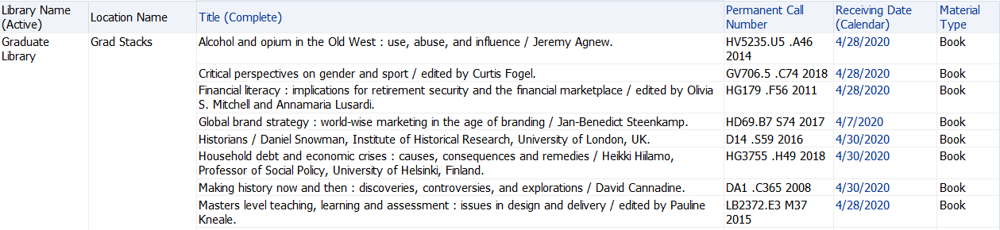 Library Name (Active) Location Name Title (Complete) Permanent Call Number Receiving Date (Calendar) Material Type
Graduate Library Grad Stacks Alcohol and opium in the Old West : use, abuse, and influence / Jeremy Agnew. HV5235.U5 .A46 2014 4/28/2020 Book
Critical perspectives on gender and sport / edited by Curtis Fogel. GV706.5 .C74 2018 4/28/2020 Book
Financial literacy : implications for retirement security and the financial marketplace / edited by Olivia S. Mitchell and Annamaria Lusardi. HG179 .F56 2011 4/28/2020 Book
Global brand strategy : world-wise marketing in the age of branding / Jan-Benedict Steenkamp. HD69.B7 S74 2017 4/7/2020 Book
Historians / Daniel Snowman, Institute of Historical Research, University of London, UK. D14 .S59 2016 4/30/2020 Book
Household debt and economic crises : causes, consequences and remedies / Heikki Hiilamo, Professor of Social Policy, University of Helsinki, Finland. HG3755 .H49 2018 4/30/2020 Book
Making history now and then : discoveries, controversies, and explorations / David Cannadine. DA1 .C365 2008 4/30/2020 Book
Masters level teaching, learning and assessment : issues in design and delivery / edited by Pauline Kneale. LB2372.E3 M37 2015 4/28/2020 Book